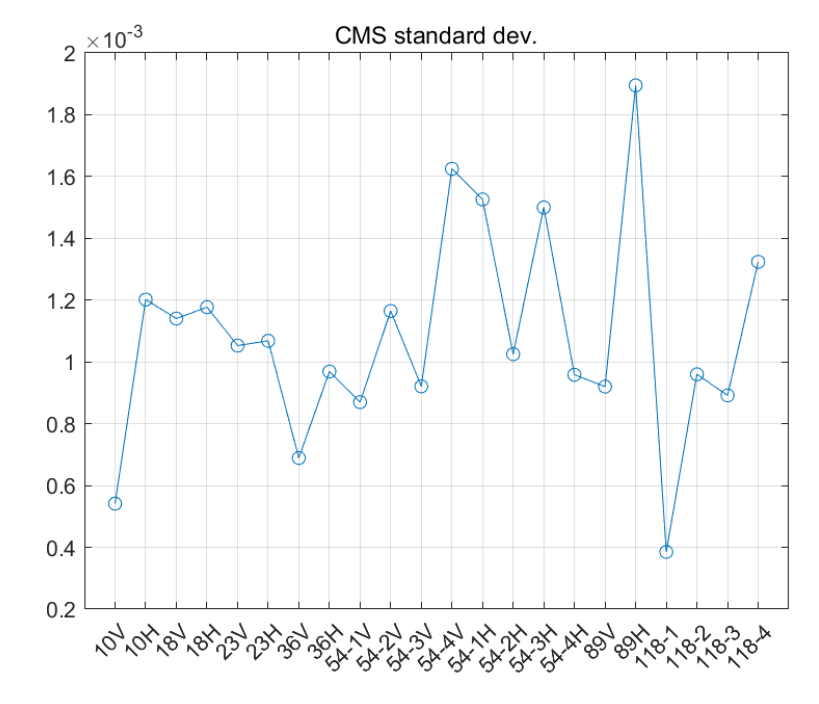 CMS standard dev.
×10-3
2
1.8
1.6
1.4
1.2
1
0.8
0.6
0.4
0.2
10V
10H
18V
18H
23V
23H
36V
36H
54-1V
54-2V
54-3V
54-4V
54-1H
54-2H
54-3H
54-4H
89V
89H
118-1
118-2
118-3
118-4